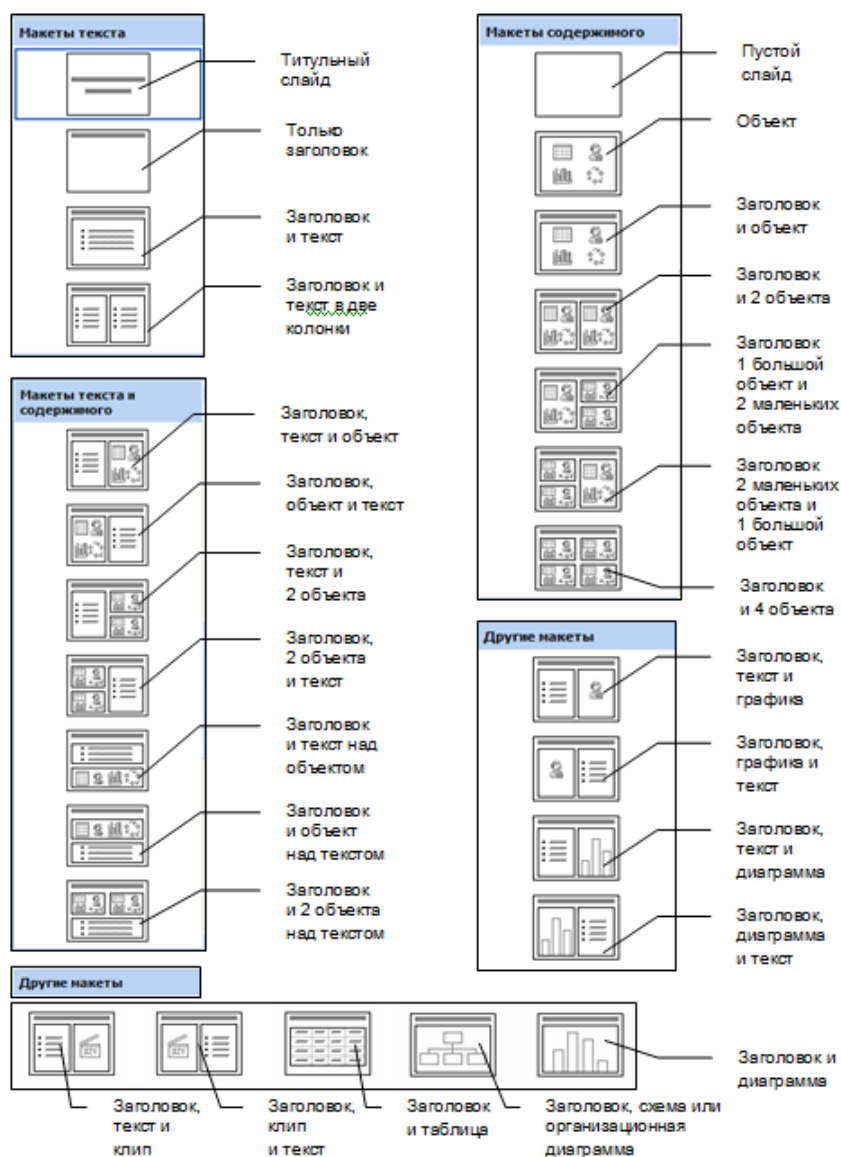 Макеты текста
Титульный
слайд
Только
заголовок
Заголовок
и текст
Заголовок и
текст в две
колонки
Макеты текста и
содержимого
Заголовок,
текст и объект
Заголовок,
объект и текст
Заголовок,
текст и
2 объекта
Заголовок,
2 объекта
и текст
Заголовок
и текст над
объектом
Заголовок
и объект
над текстом
Заголовок
и 2 объекта
над текстом
Макеты содержимого
Пустой
слайд
Объект
Заголовок
и объект
Заголовок
и 2 объекта
Заголовок
1 большой
объект и
2 маленьких
объекта
Заголовок
2 маленьких
объекта и
1 большой
объект
Заголовок
и 4 объекта
Другие макеты
Заголовок,
текст и
графика
Заголовок,
графика и
текст
Заголовок,
текст и
диаграмма
Заголовок,
диаграмма
и текст
Другие макеты
Заголовок,
текст и
клип
Заголовок,
клип
и текст
Заголовок
и таблица
Заголовок, схема или
организационная
диаграмма
Заголовок и
диаграмма